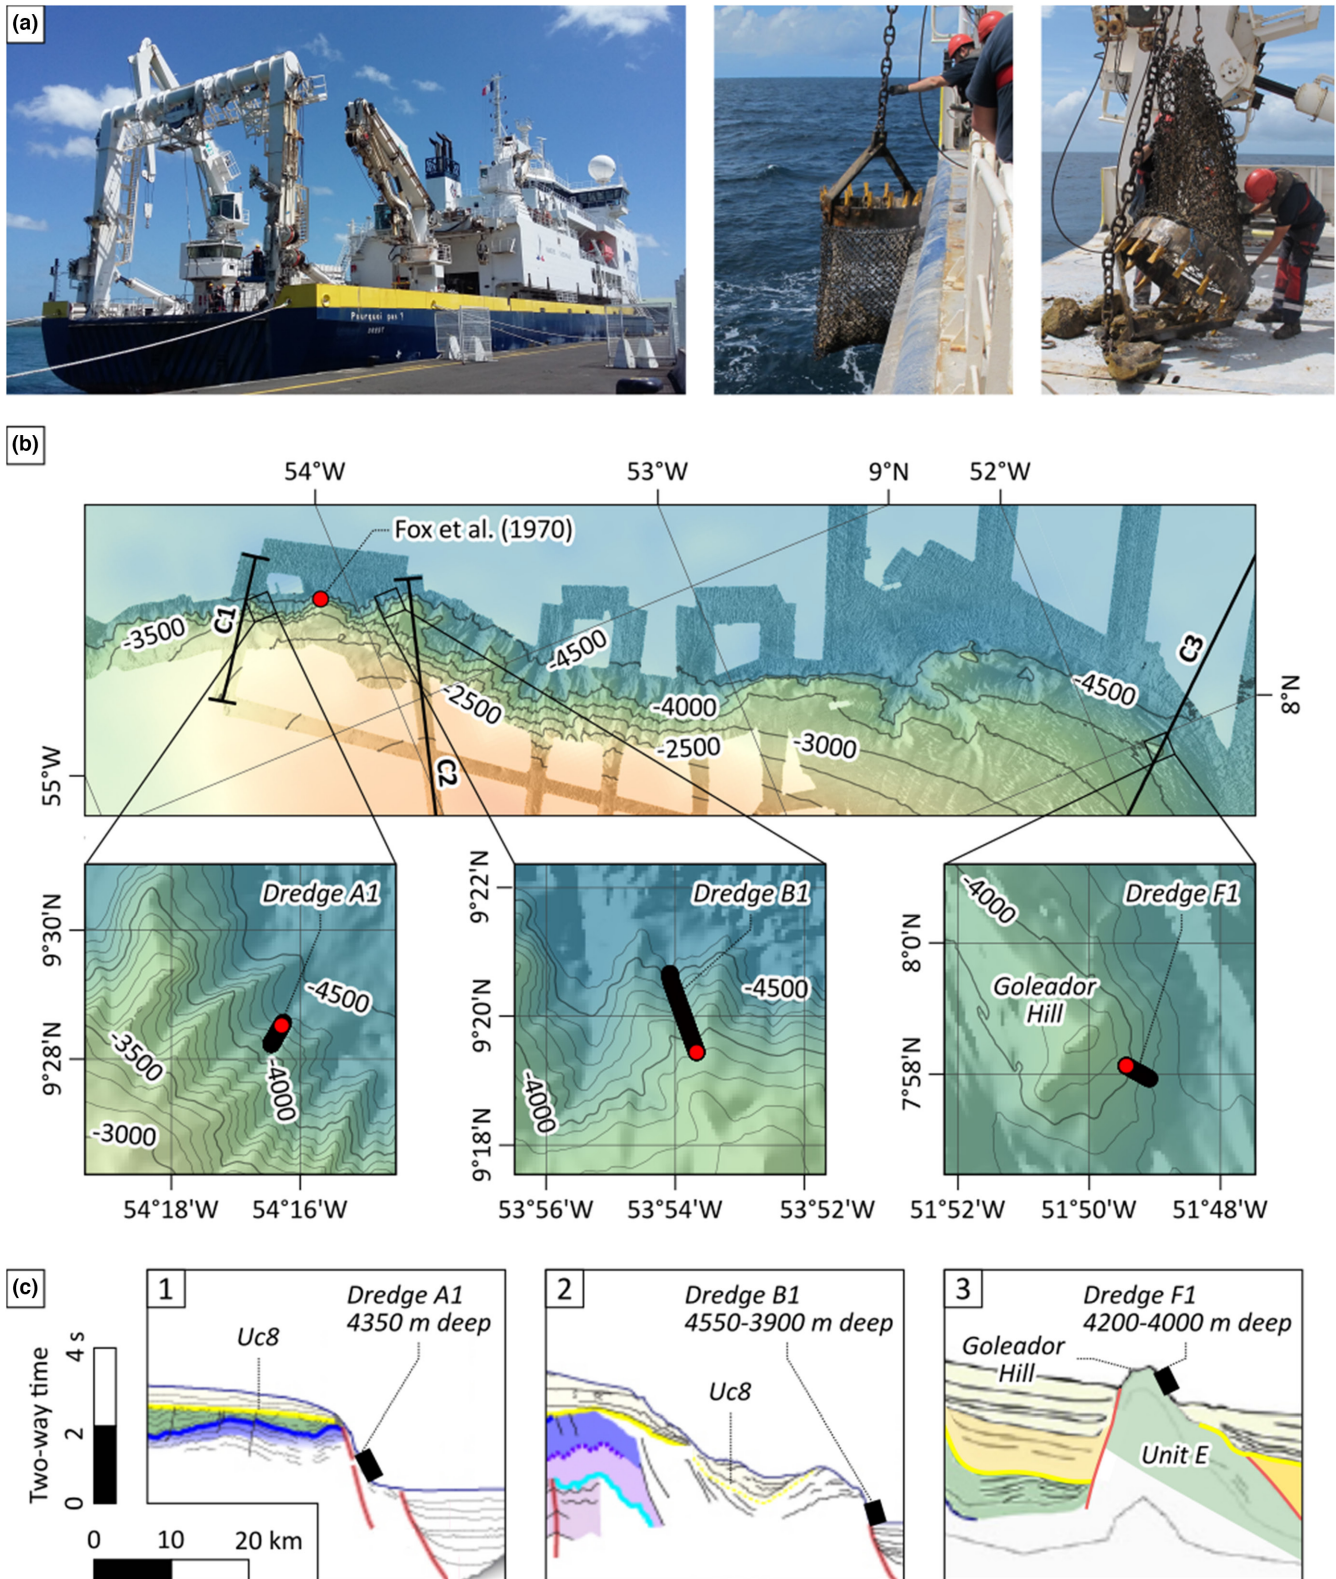 (a)
Pourquoi pas ?
BREST
(b)
54°W
53°W
9°N
52°W
Fox et al. (1970)
C1
-3500
-4500
-2500
-4000
-2500
-3000
C2
C3
-4500
8°N
55°W
Dredge A1
9°30'N
9°28'N
-4500
-3500
-4000
-3000
54°18'W
54°16'W
Dredge B1
9°22'N
9°20'N
9°18'N
-4500
-4000
53°56'W
53°54'W
53°52'W
Dredge F1
-4000
8°0'N
7°58'N
Goleador
Hill
51°52'W
51°50'W
51°48'W
(c)
1
Dredge A1
4350 m deep
Uc8
Two-way time
4 s
2
0
0
10
20 km
2
Dredge B1
4550-3900 m deep
Uc8
3
Dredge F1
4200-4000 m deep
Goleador
Hill
Unit E